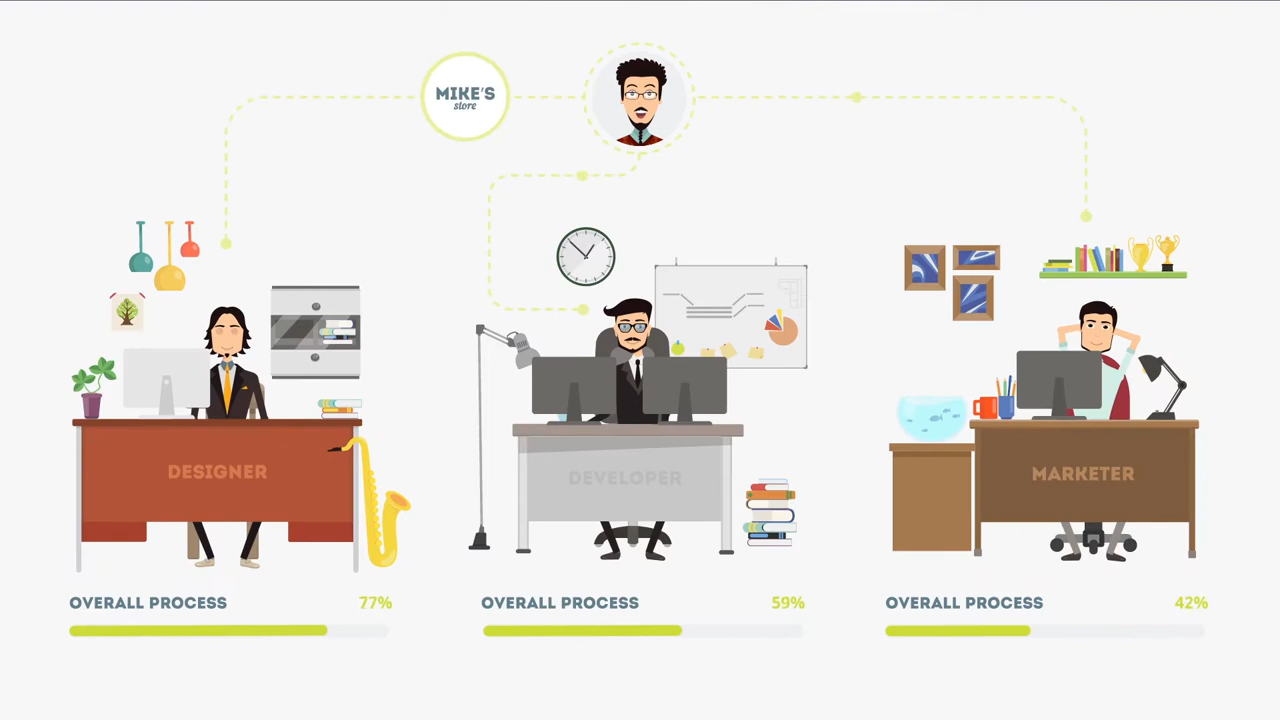 MIKE'S
store
DESIGNER
DEVELOPER
MARKETER
OVERALL PROCESS 77%
OVERALL PROCESS 59%
OVERALL PROCESS 42%